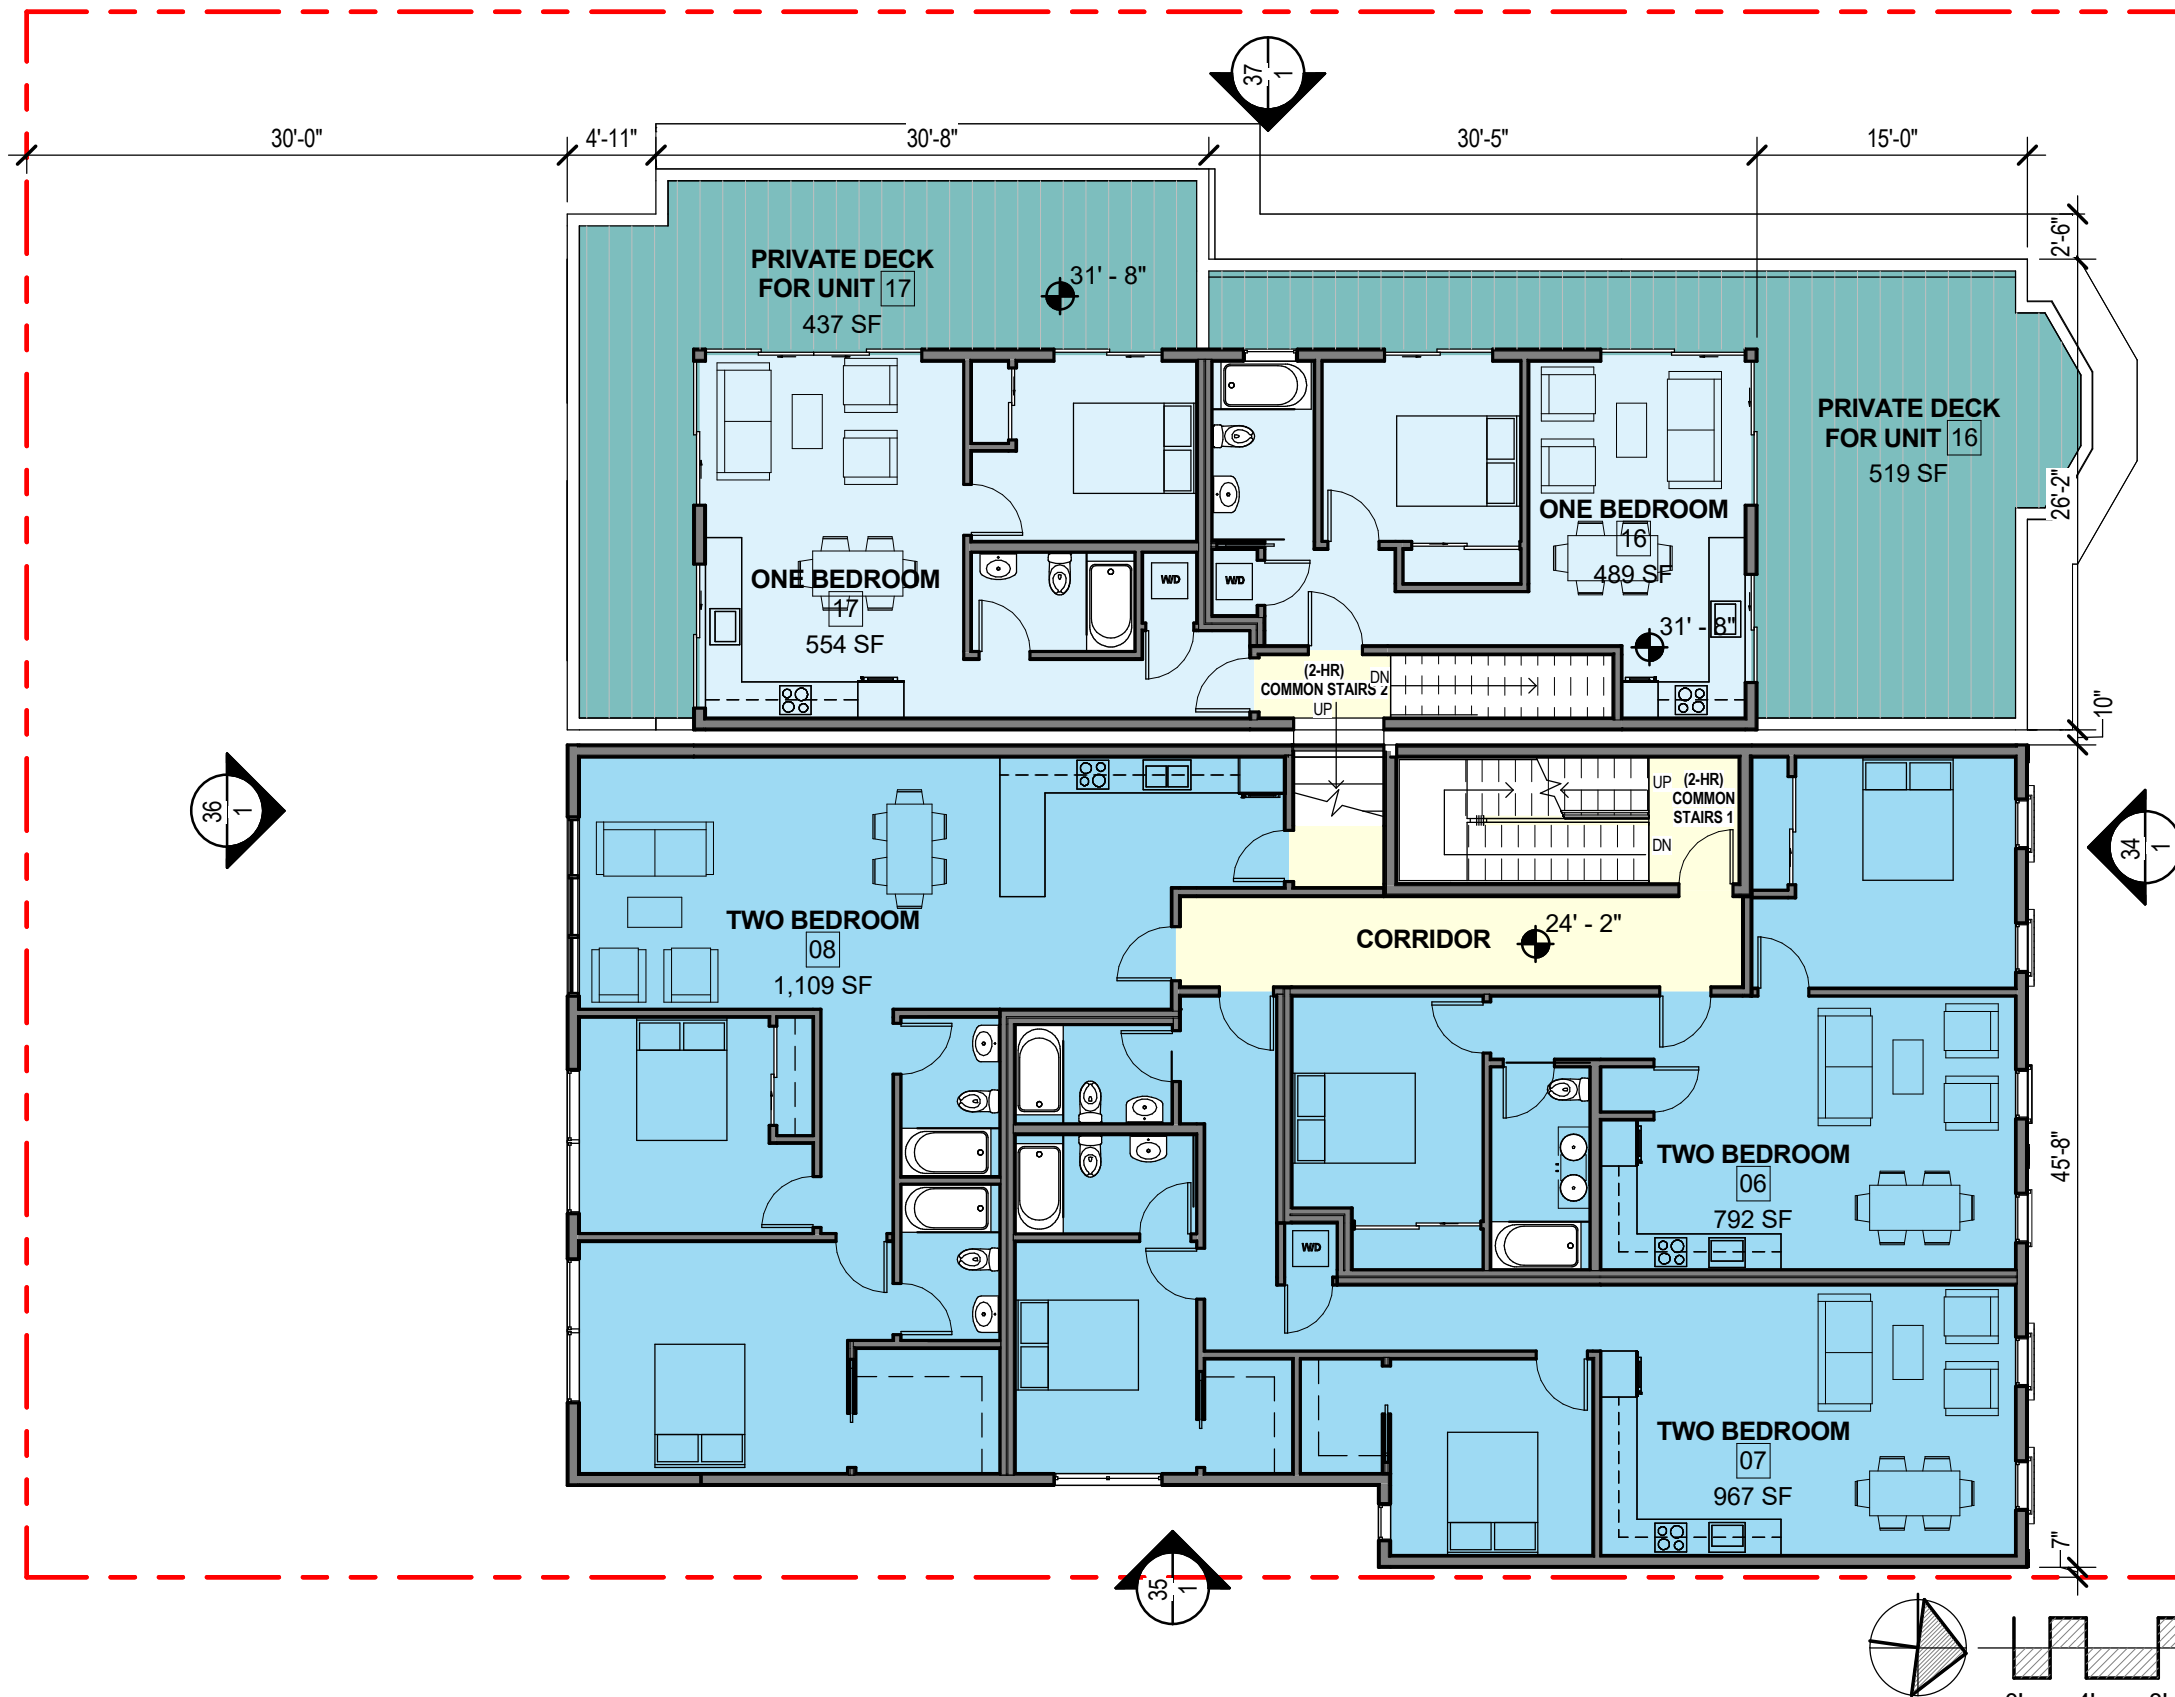 37
1
30'-0"
4'-11"
30'-8"
30'-5"
15'-0"
2'-6"
PRIVATE DECK
FOR UNIT 17
437 SF
31' - 8"
PRIVATE DECK
FOR UNIT 16
519 SF
26'-2"
ONE BEDROOM
16
489 SF
ONE BEDROOM
17
554 SF
W/D
W/D
31' - 8"
(2-HR)
COMMON STAIRS 2
DN
UP
10"
36
1
UP
(2-HR)
COMMON
STAIRS 1
DN
34
1
TWO BEDROOM
08
1,109 SF
CORRIDOR
24' - 2"
TWO BEDROOM
06
792 SF
45'-8"
W/D
TWO BEDROOM
07
967 SF
7"
35
1